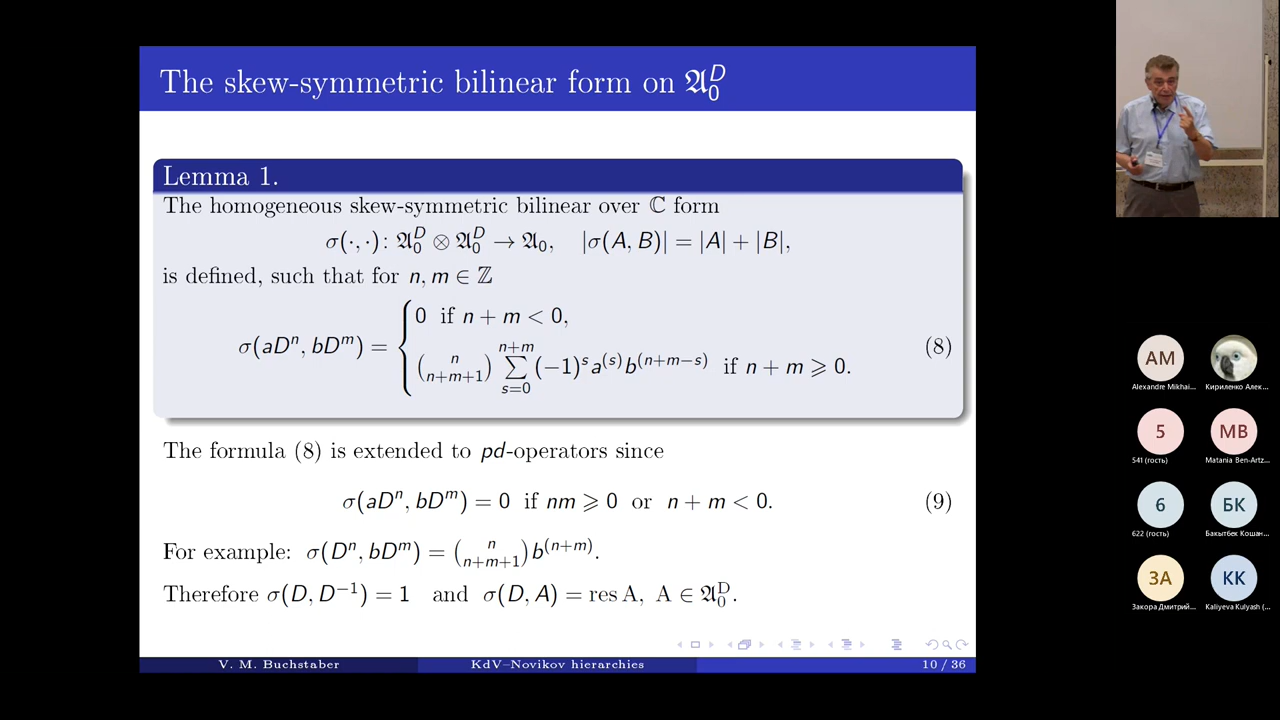 The skew-symmetric bilinear form on 𝔄₀ᴰ
Lemma 1.
The homogeneous skew-symmetric bilinear over ℂ form
σ(·, ·): 𝔄₀ᴰ ⊗ 𝔄₀ᴰ → 𝔄₀, |σ(A, B)| = |A| + |B|,
is defined, such that for n, m ∈ ℤ
σ(aDⁿ, bDᵐ) = { 0 if n + m < 0, \binom{n}{n+m+1} \sum_{s=0}^{n+m} (−1)^s a^{(s)} b^{(n+m−s)} if n + m ⩾ 0. (8)
The formula (8) is extended to pd-operators since
σ(aDⁿ, bDᵐ) = 0 if nm ⩾ 0 or n + m < 0. (9)
For example: σ(Dⁿ, bDᵐ) = \binom{n}{n+m+1} b^{(n+m)}.
Therefore σ(D, D⁻¹) = 1 and σ(D, A) = res A, A ∈ 𝔄₀ᴰ.
V. M. Buchstaber KdV–Novikov hierarchies 10 / 36
AM
Alexandre Mikhai... Кириленко Алек...
5 MB
541 (гость) Matania Ben-Artz...
6 БК
622 (гость) Бакытбек Кошан...
ЗА KK
Закора Дмитрий... Kaliyeva Kulyash (...